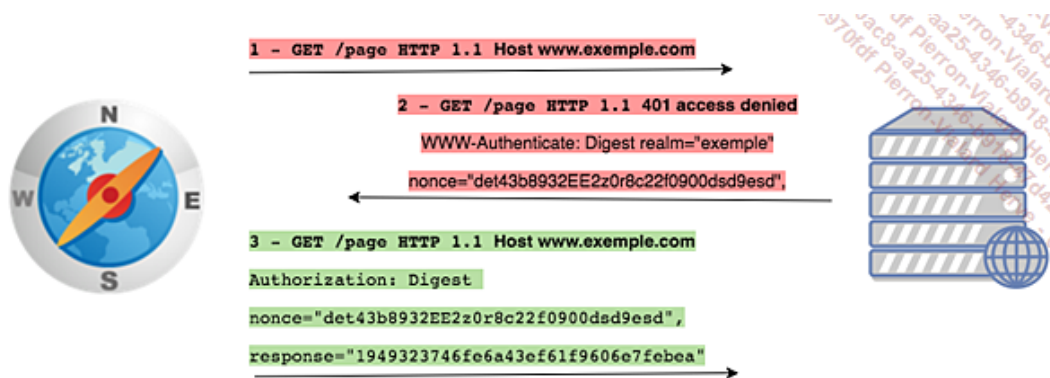 1 - GET /page HTTP 1.1 Host www.exemple.com
2 - GET /page HTTP 1.1 401 access denied
WWW-Authenticate: Digest realm="exemple"
nonce="det43b8932EE2z0r8c22f0900dsd9esd",
3 - GET /page HTTP 1.1 Host www.exemple.com
Authorization: Digest
nonce="det43b8932EE2z0r8c22f0900dsd9esd",
response="1949323746fe6a43ef61f9606e7febea"
N
W
E
S